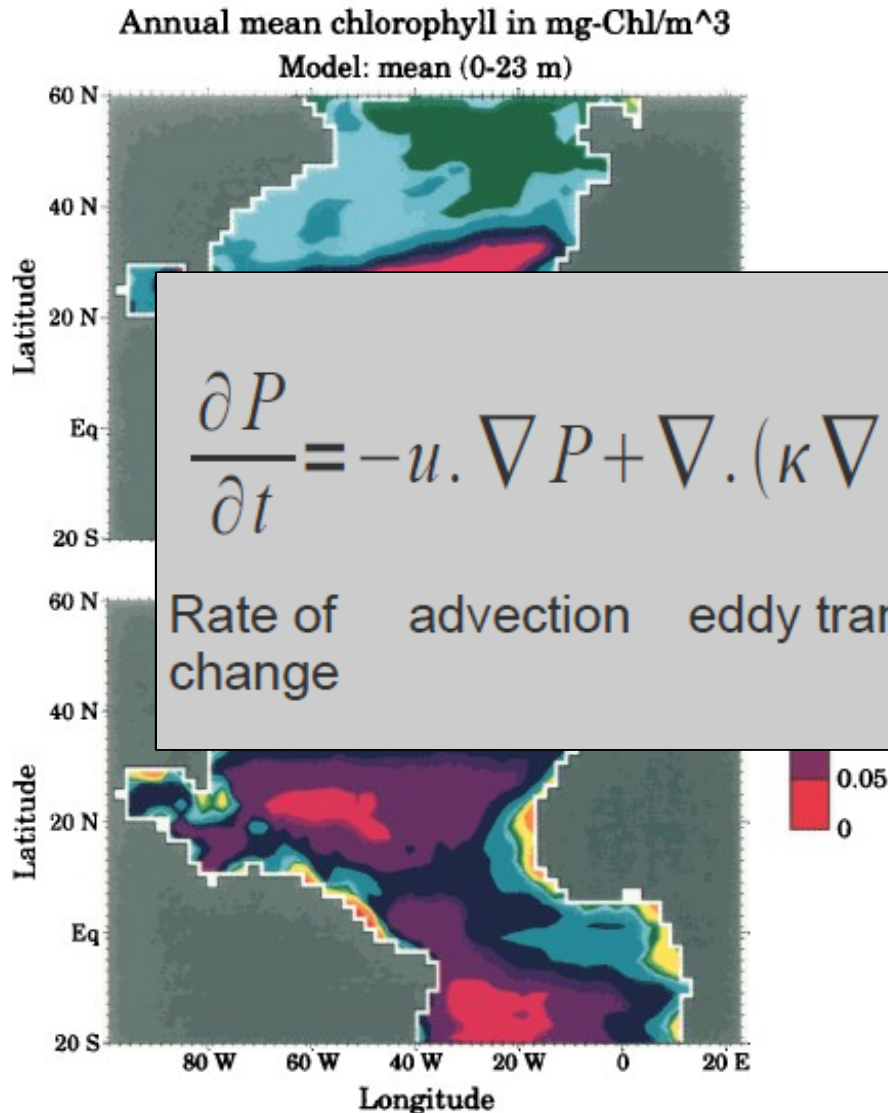 Annual mean chlorophyll in mg-Chl/m^3
Model: mean (0-23 m)
60 N
40 N
20 N
Eq
20 S
Latitude
∂P/∂t = -u . ∇P + ∇ . (κ∇
Rate of advection eddy tran
change
60 N
40 N
20 N
Eq
20 S
Latitude
0.05
0
80 W 60 W 40 W 20 W 0 20 E
Longitude